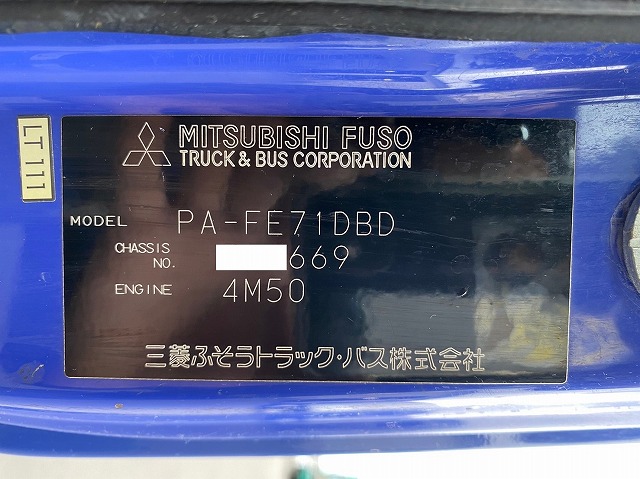 LT111
MITSUBISHI FUSO
TRUCK & BUS CORPORATION
MODEL PA-FE71DBD
CHASSIS NO. 669
ENGINE 4M50
三菱ふそうトラック・バス株式会社